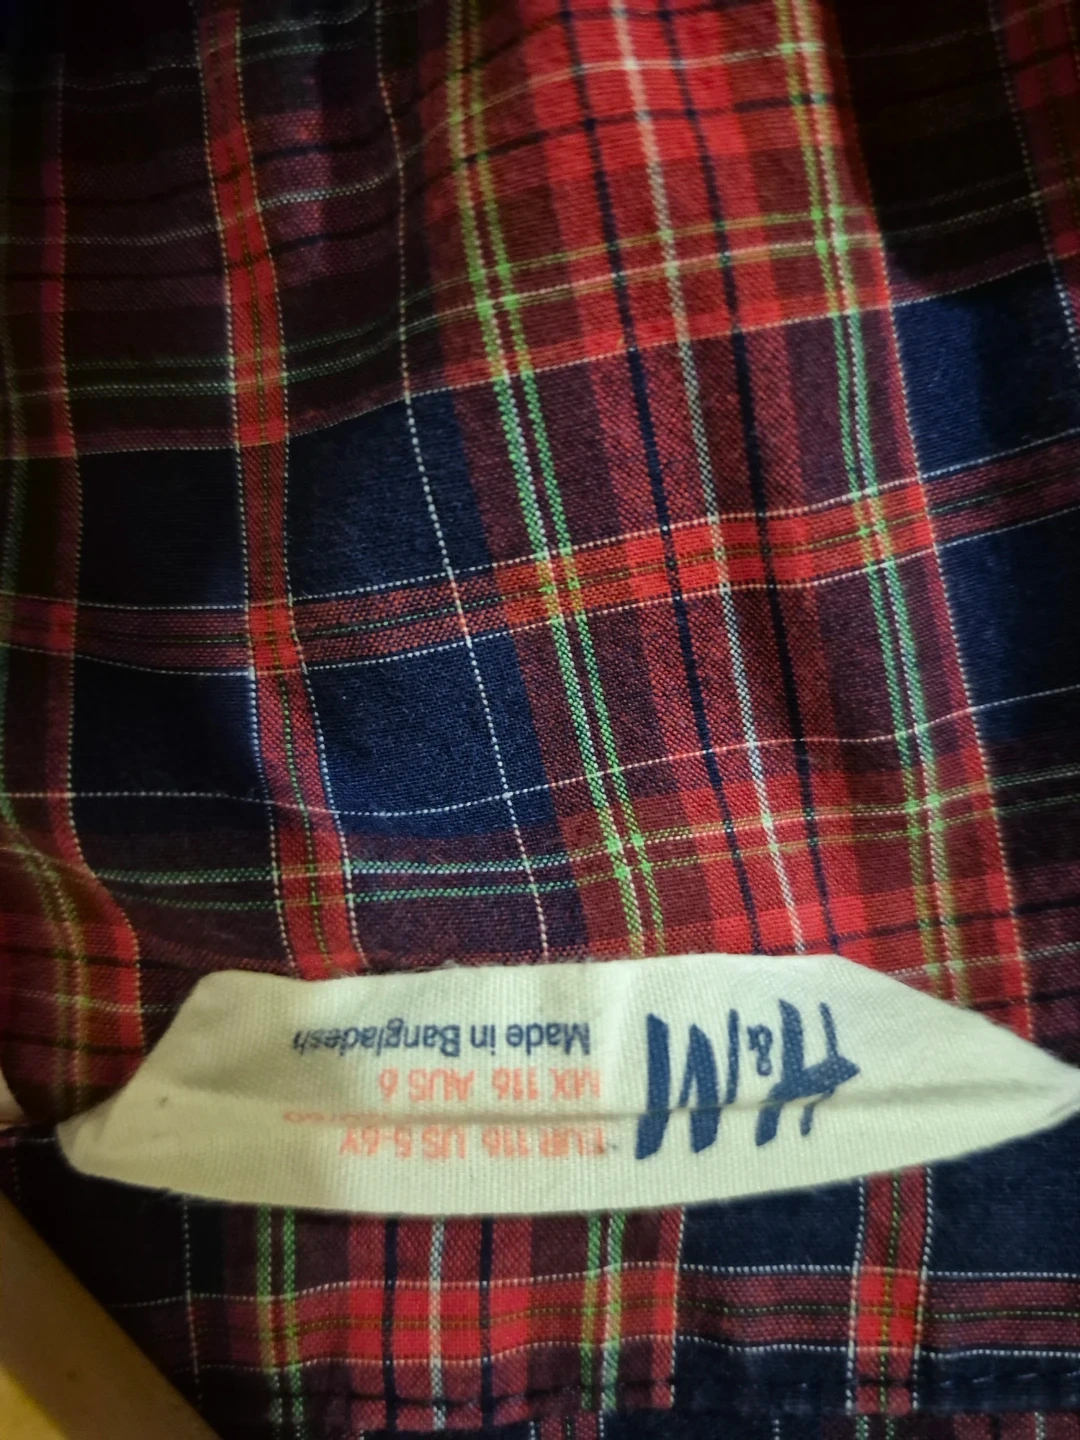 H&M
EUR 116 US 5-6Y
MX 116 AUS 6
Made in Bangladesh